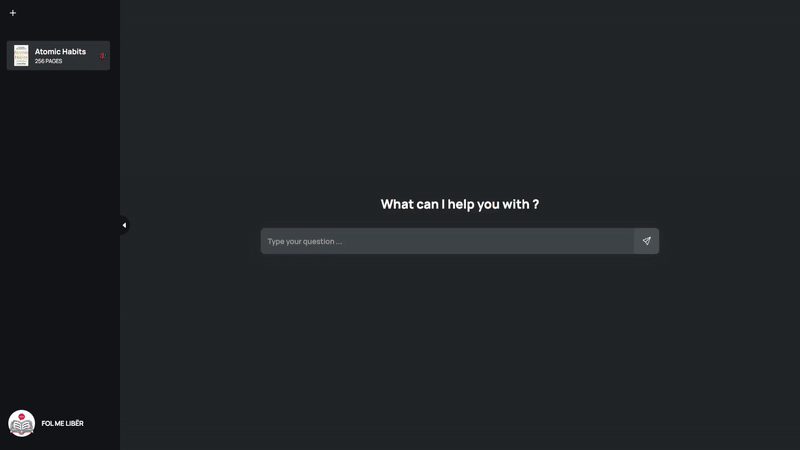 Atomic Habits
256 PAGES
What can I help you with ?
Type your question ...
FOL ME LIBËR